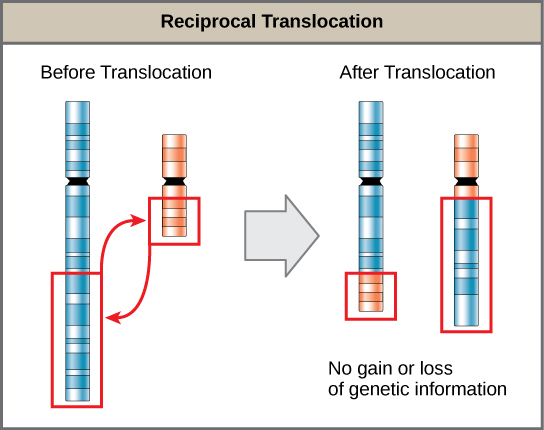 Reciprocal Translocation
Before Translocation
After Translocation
No gain or loss
of genetic information